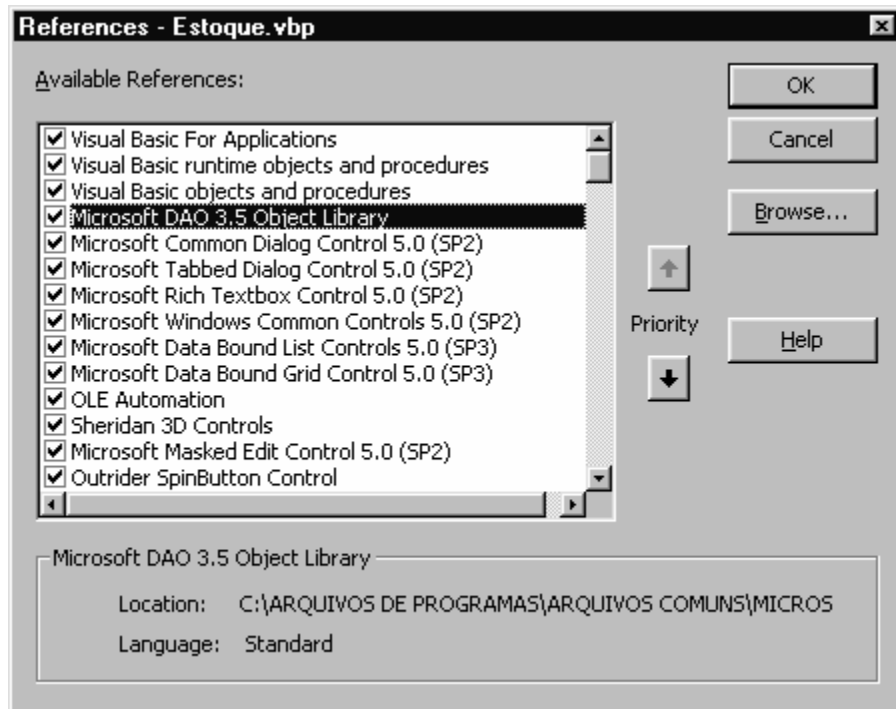 References - Estoque.vbp
Available References:
Visual Basic For Applications
Visual Basic runtime objects and procedures
Visual Basic objects and procedures
Microsoft DAO 3.5 Object Library
Microsoft Common Dialog Control 5.0 (SP2)
Microsoft Tabbed Dialog Control 5.0 (SP2)
Microsoft Rich Textbox Control 5.0 (SP2)
Microsoft Windows Common Controls 5.0 (SP2)
Microsoft Data Bound List Controls 5.0 (SP3)
Microsoft Data Bound Grid Control 5.0 (SP3)
OLE Automation
Sheridan 3D Controls
Microsoft Masked Edit Control 5.0 (SP2)
Outrider SpinButton Control
Priority
OK
Cancel
Browse...
Help
Microsoft DAO 3.5 Object Library
Location: C:\ARQUIVOS DE PROGRAMAS\ARQUIVOS COMUNS\MICROS
Language: Standard